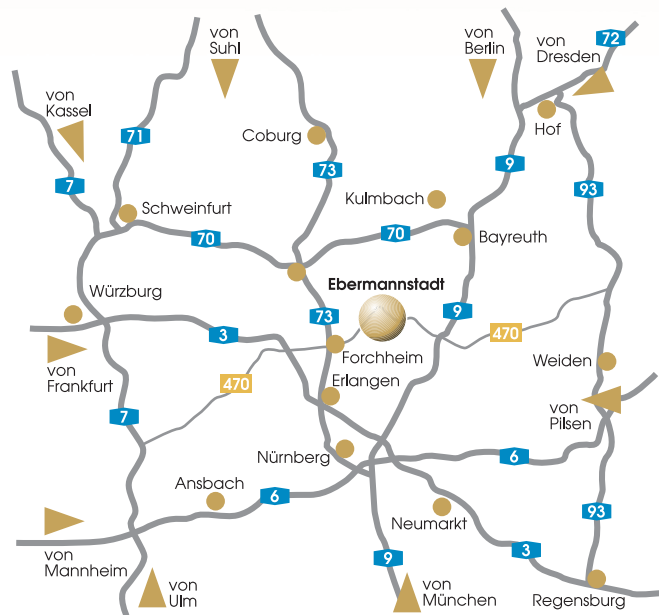 von
Suhl
von
Berlin
von
Dresden
72
von
Kassel
71
Coburg
Hof
7
73
9
93
Schweinfurt
Kulmbach
70
70
Bayreuth
Würzburg
Ebermannstadt
9
3
73
470
von
Frankfurt
Forchheim
Weiden
470
Erlangen
7
von
Pilsen
Nürnberg
6
Ansbach
6
Neumarkt
93
von
Mannheim
9
3
von
Ulm
von
München
Regensburg